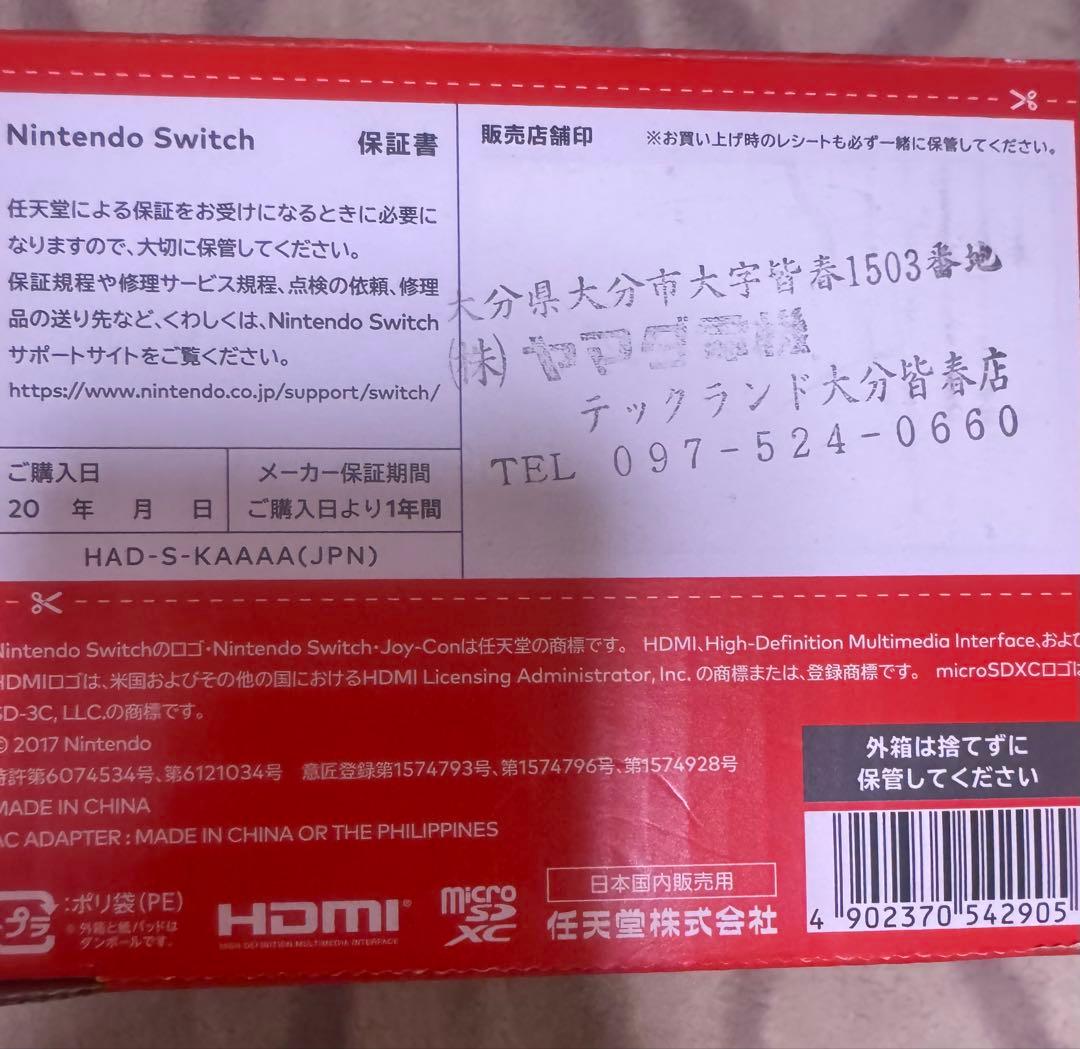 Nintendo Switch 保証書
任天堂による保証をお受けになるときに必要に
なりますので、大切に保管してください。
保証規程や修理サービス規程、点検の依頼、修理
品の送り先など、くわしくは、Nintendo Switch
サポートサイトをご覧ください。
https://www.nintendo.co.jp/support/switch/
ご購入日
20 年 月 日
メーカー保証期間
ご購入日より1年間
HAD-S-KAAAA(JPN)
販売店舗印 ※お買い上げ時のレシートも必ず一緒に保管してください。
大分県大分市大字皆春1503番地
(株)ヤマダ電機
テックランド大分皆春店
TEL 097-524-0660
Nintendo Switchのロゴ・Nintendo Switch・Joy-Conは任天堂の商標です。 HDMI、High-Definition Multimedia Interface、および
HDMIロゴは、米国およびその他の国におけるHDMI Licensing Administrator, Inc. の商標または、登録商標です。 microSDXCロゴは
SD-3C, LLC.の商標です。
© 2017 Nintendo
特許第6074534号、第6121034号 意匠登録第1574793号、第1574796号、第1574928号
MADE IN CHINA
AC ADAPTER : MADE IN CHINA OR THE PHILIPPINES
プラ
:ポリ袋(PE)
※外箱と紙パッドは
ダンボールです。
HDMI®
HIGH-DEFINITION MULTIMEDIA INTERFACE
micro
SD
XC
日本国内販売用
任天堂株式会社
外箱は捨てずに
保管してください
4 902370 542905